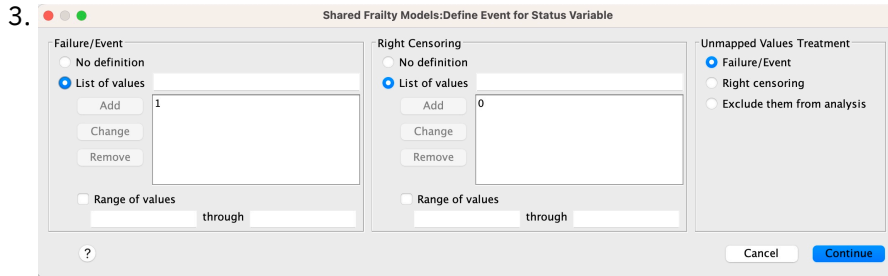 3.
Shared Frailty Models:Define Event for Status Variable
Failure/Event
No definition
List of values
Add
1
Change
Remove
Range of values
through
Right Censoring
No definition
List of values
Add
0
Change
Remove
Range of values
through
Unmapped Values Treatment
Failure/Event
Right censoring
Exclude them from analysis
?
Cancel
Continue